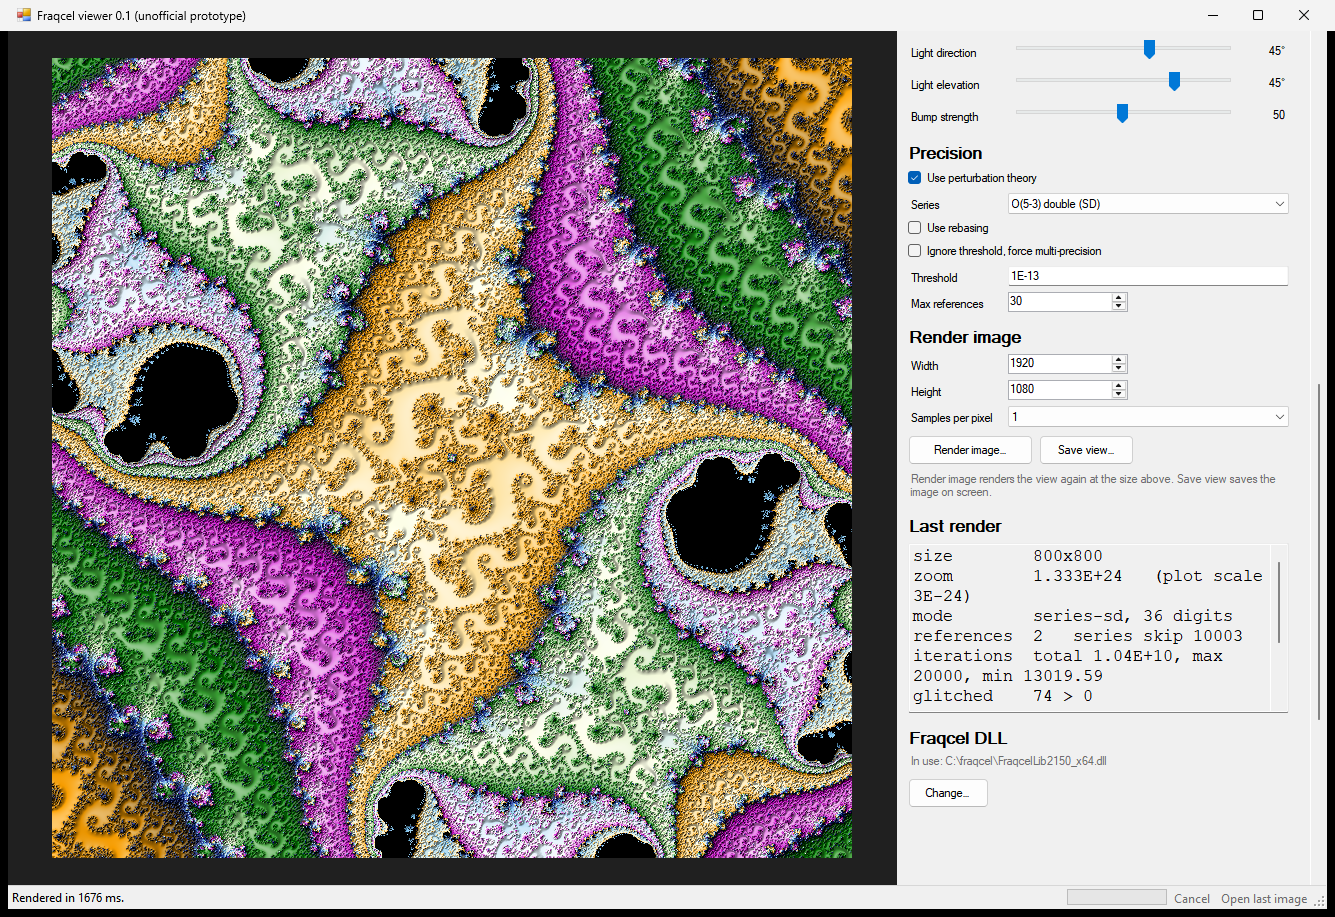 Fraqcel viewer 0.1 (unofficial prototype)
Light direction 45°
Light elevation 45°
Bump strength 50
Precision
Use perturbation theory
Series O(5-3) double (SD)
Use rebasing
Ignore threshold, force multi-precision
Threshold 1E-13
Max references 30
Render image
Width 1920
Height 1080
Samples per pixel 1
Render image... Save view...
Render image renders the view again at the size above. Save view saves the
image on screen.
Last render
size 800x800
zoom 1.333E+24 (plot scale
3E-24)
mode series-sd, 36 digits
references 2 series skip 10003
iterations total 1.04E+10, max
20000, min 13019.59
glitched 74 > 0
Fraqcel DLL
In use: C:\fraqcel\FraqcelLib2150_x64.dll
Change...
Rendered in 1676 ms. Cancel Open last image